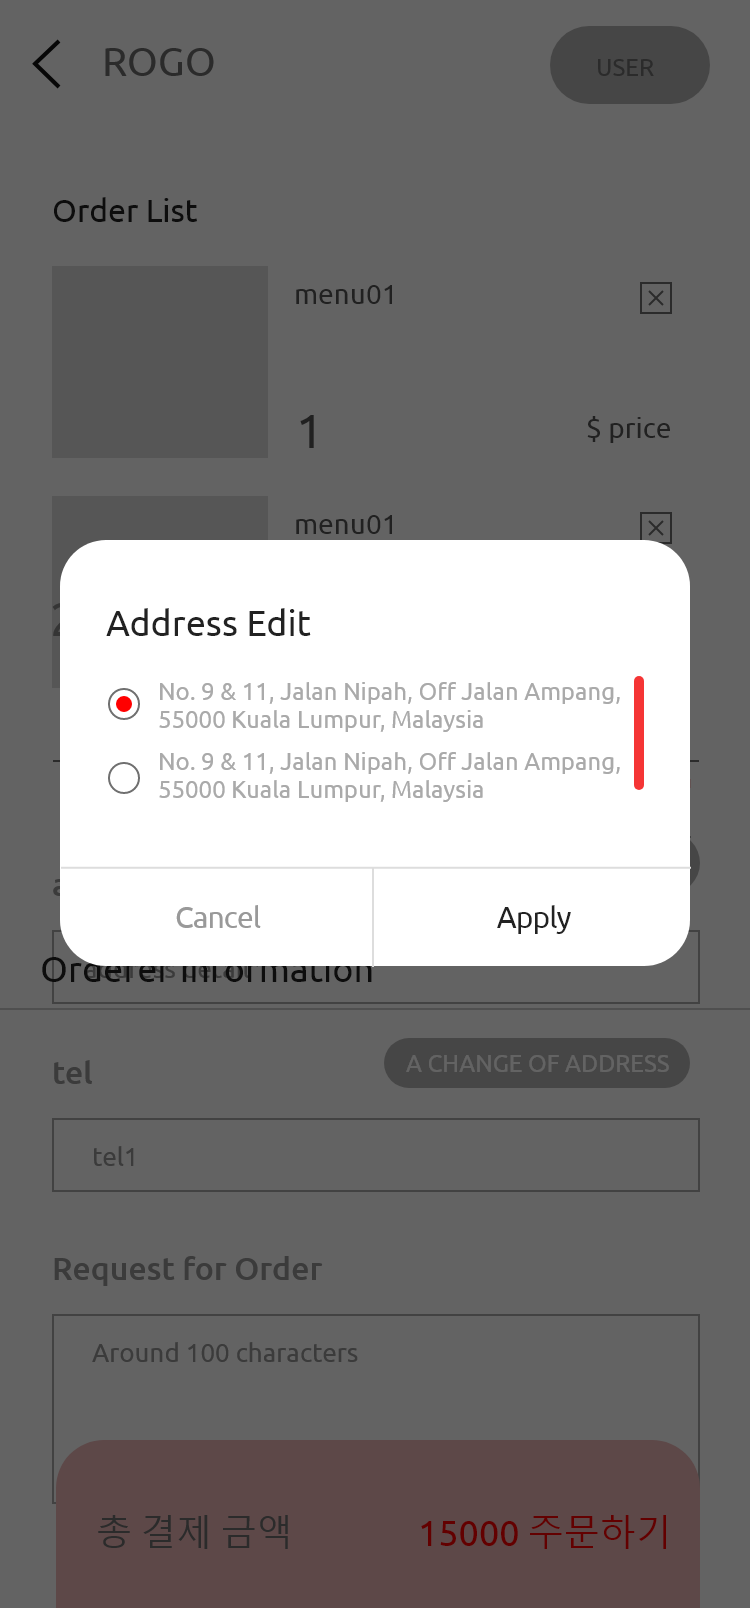 ROGO
USER
Order List
menu01
1
$ price
menu01
Address Edit
No. 9 & 11, Jalan Nipah, Off Jalan Ampang,
55000 Kuala Lumpur, Malaysia
No. 9 & 11, Jalan Nipah, Off Jalan Ampang,
55000 Kuala Lumpur, Malaysia
Cancel
Apply
Orderer Information
tel
A CHANGE OF ADDRESS
tel1
Request for Order
Around 100 characters
총 결제 금액
15000 주문하기